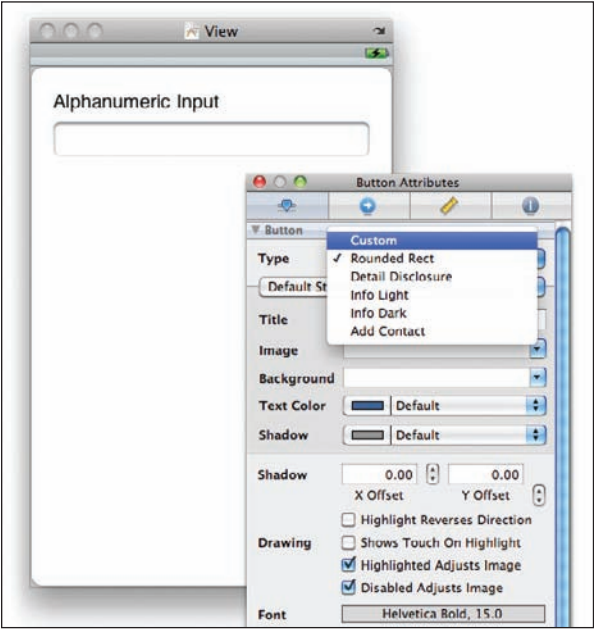 View
Alphanumeric Input
Button Attributes
Button
Type
Custom
Rounded Rect
Detail Disclosure
Info Light
Info Dark
Add Contact
Default St
Title
Image
Background
Text Color Default
Shadow Default
Shadow 0.00 0.00
X Offset Y Offset
Highlight Reverses Direction
Drawing Shows Touch On Highlight
Highlighted Adjusts Image
Disabled Adjusts Image
Font Helvetica Bold, 15.0